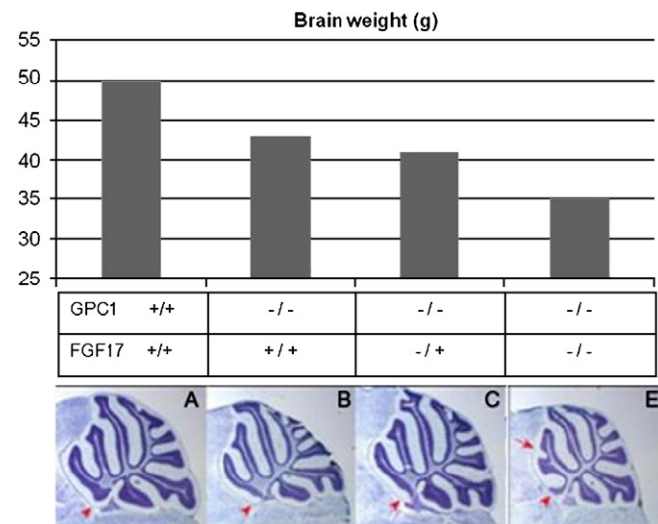 Brain weight (g)
55
50
45
40
35
30
25
GPC1 +/+ -/- -/- -/-
FGF17 +/+ +/+ -/+ -/-
A B C E